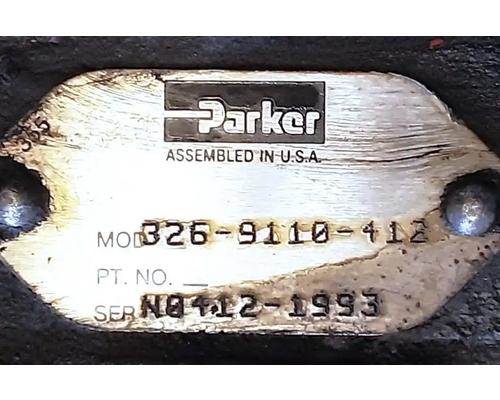 Parker
ASSEMBLED IN U.S.A.
MOD 326-9110-412
PT. NO.
SER N0412-1993